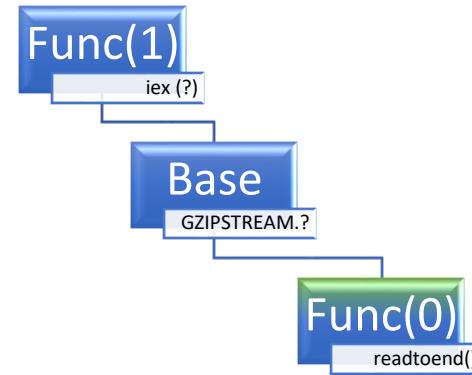 Func(1)
iex (?)
Base
GZIPSTREAM.?
Func(0)
readtoend(